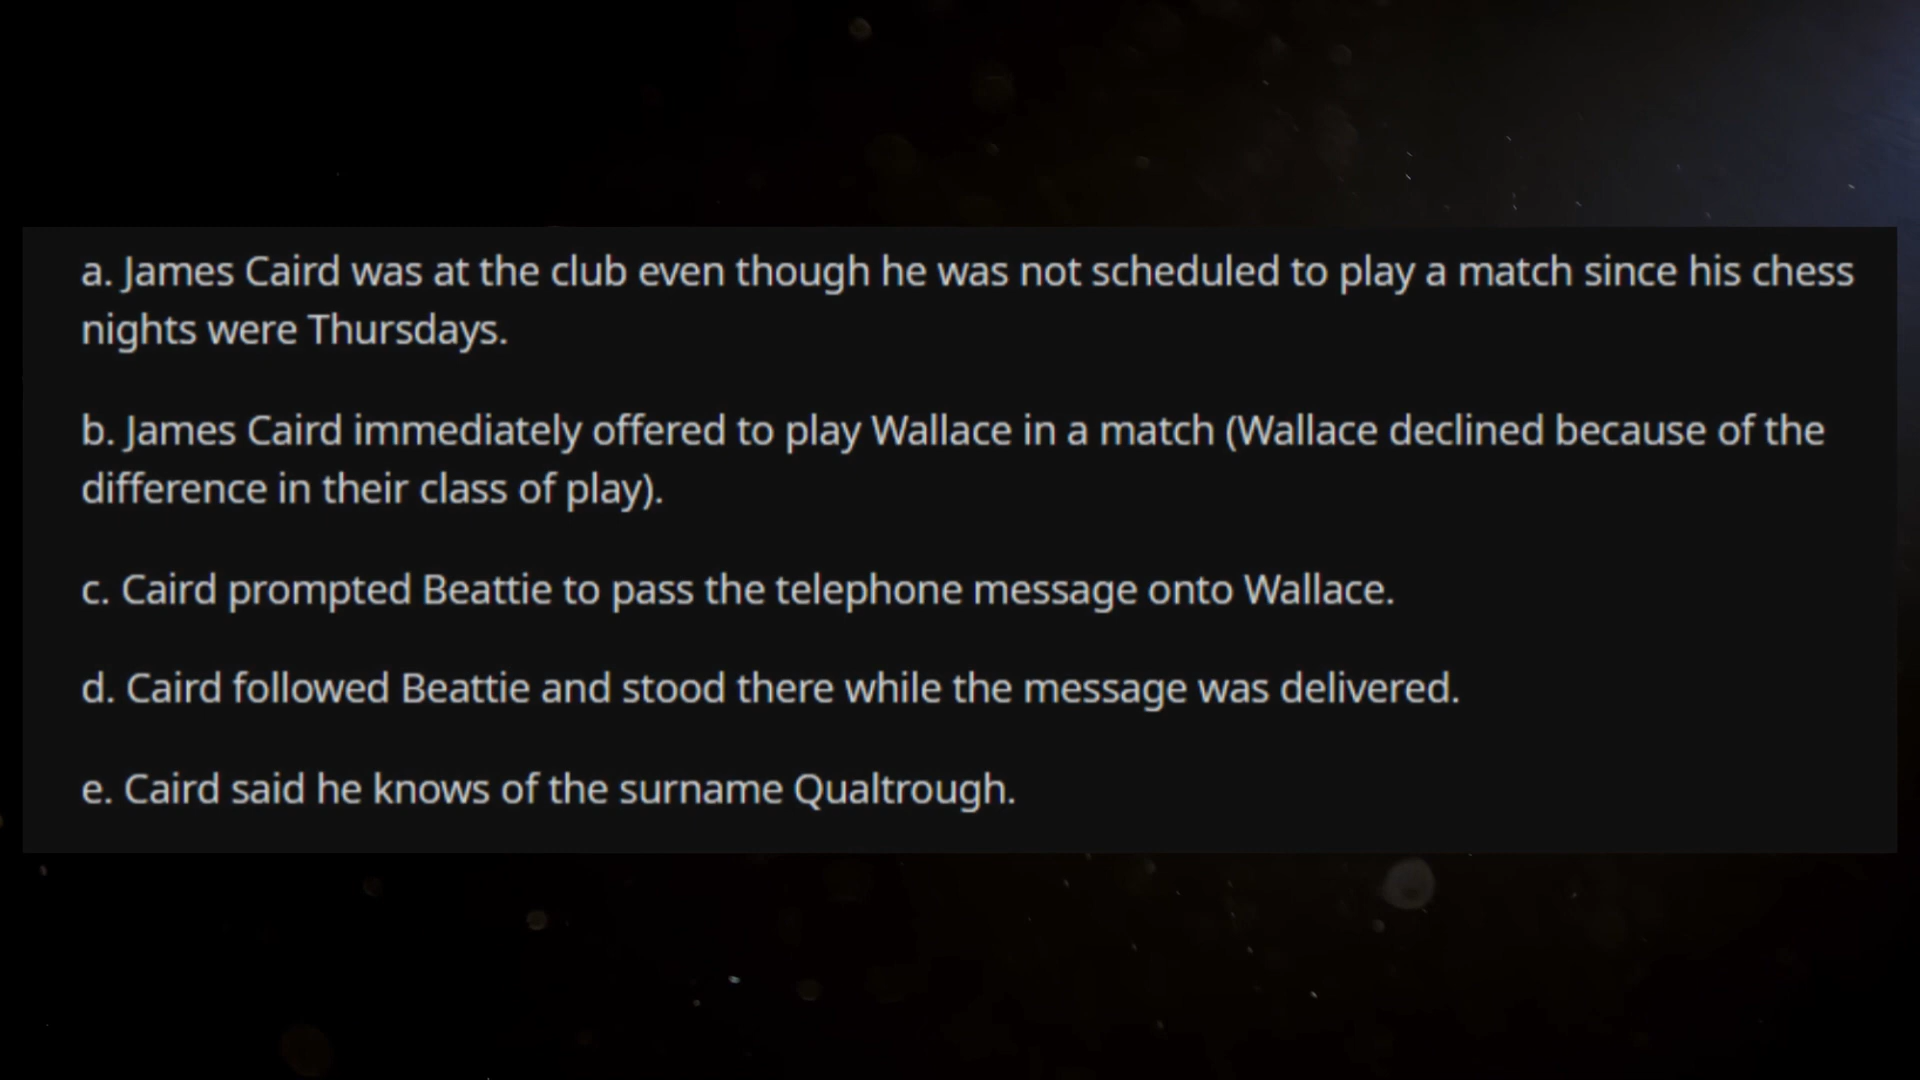 a. James Caird was at the club even though he was not scheduled to play a match since his chess
nights were Thursdays.
b. James Caird immediately offered to play Wallace in a match (Wallace declined because of the
difference in their class of play).
c. Caird prompted Beattie to pass the telephone message onto Wallace.
d. Caird followed Beattie and stood there while the message was delivered.
e. Caird said he knows of the surname Qualtrough.